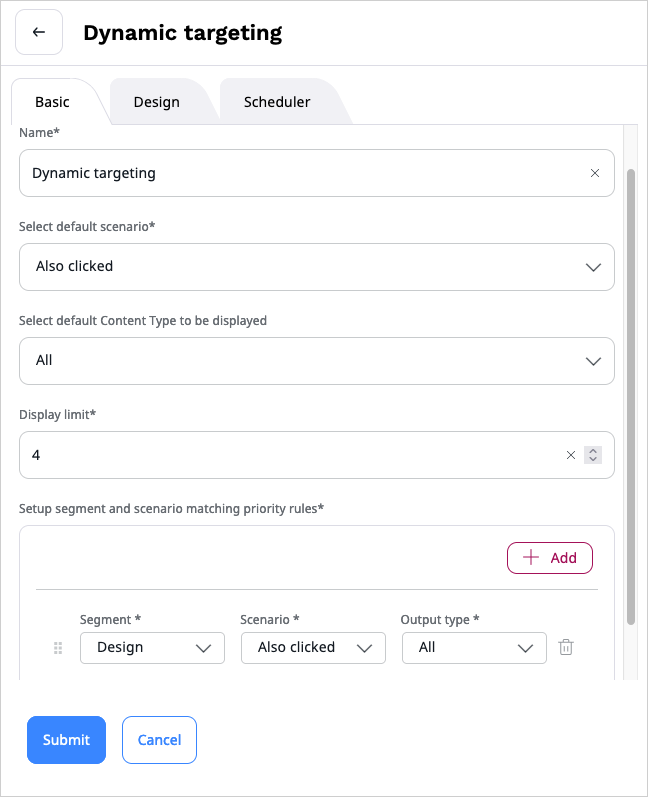 Dynamic targeting
Basic Design Scheduler
Name*
Dynamic targeting
Select default scenario*
Also clicked
Select default Content Type to be displayed
All
Display limit*
4
Setup segment and scenario matching priority rules*
Add
Segment * Scenario * Output type *
Design Also clicked All
Submit Cancel